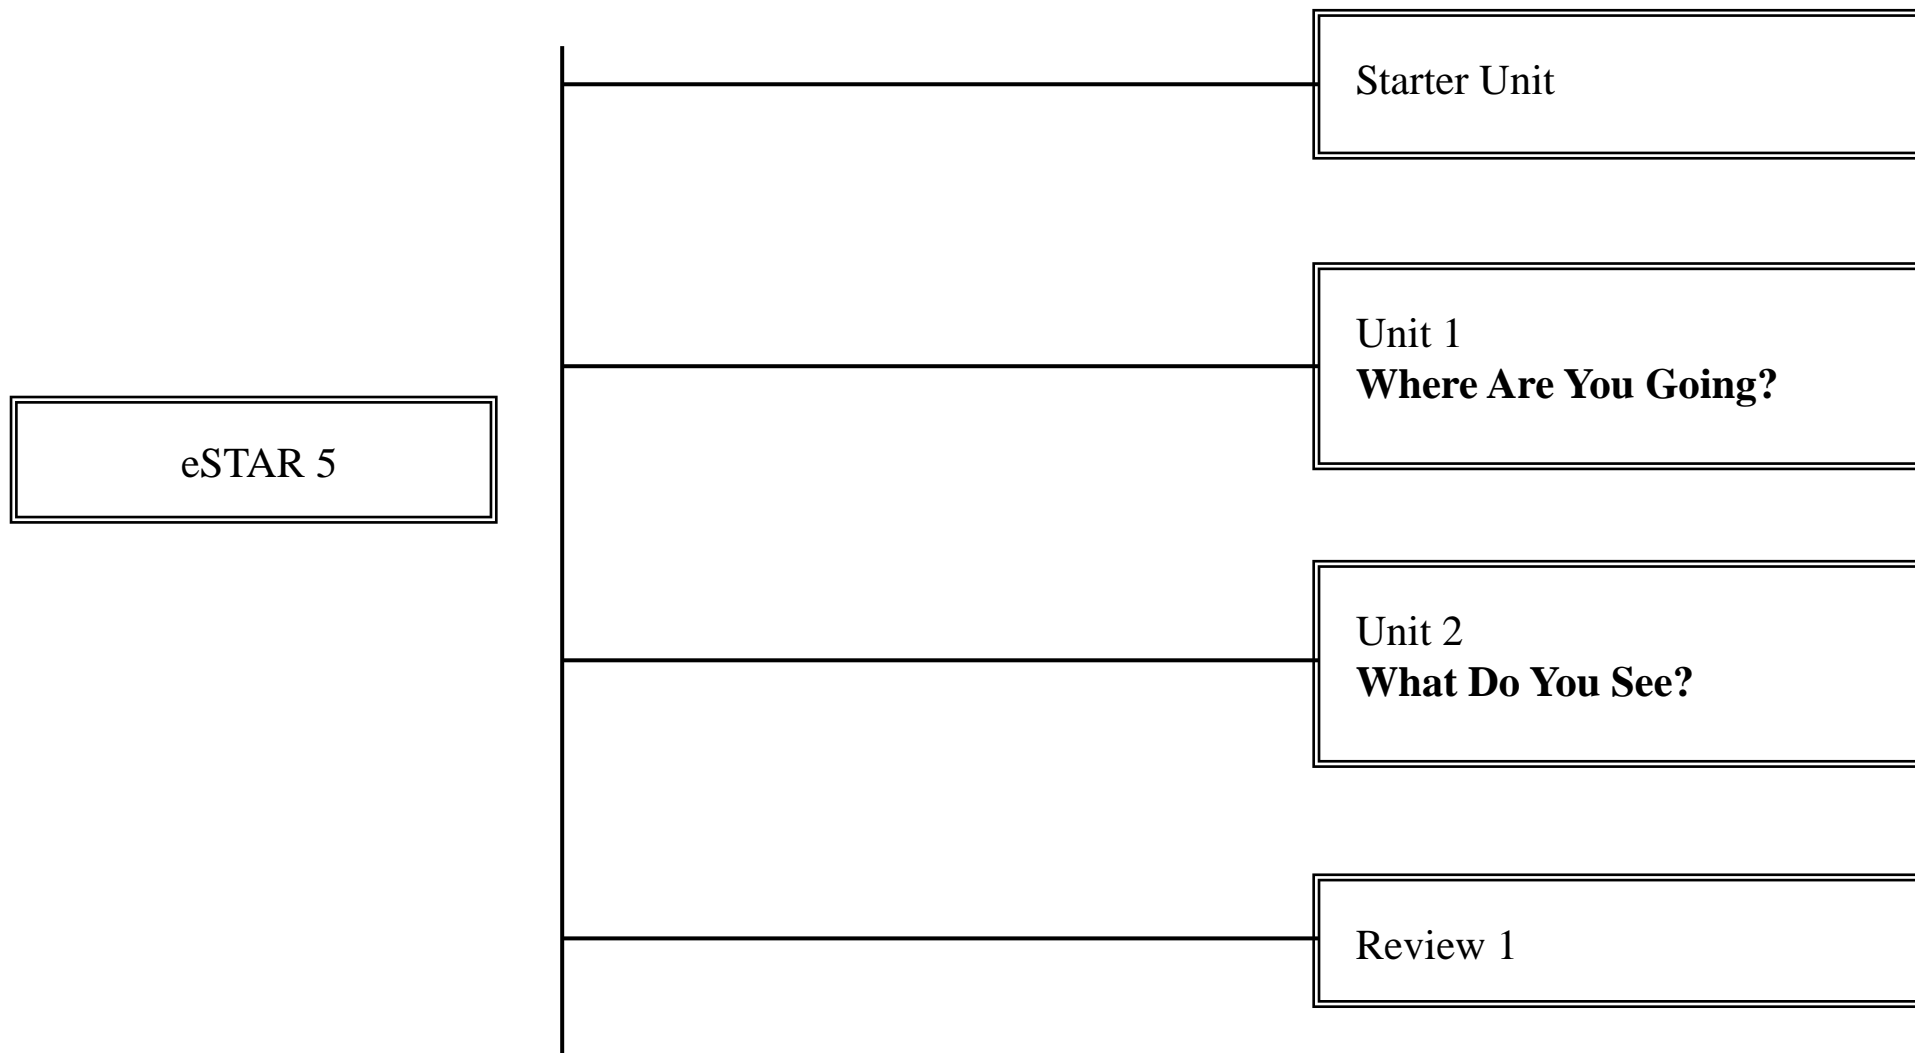 eSTAR 5
Starter Unit
Unit 1
Where Are You Going?
Unit 2
What Do You See?
Review 1